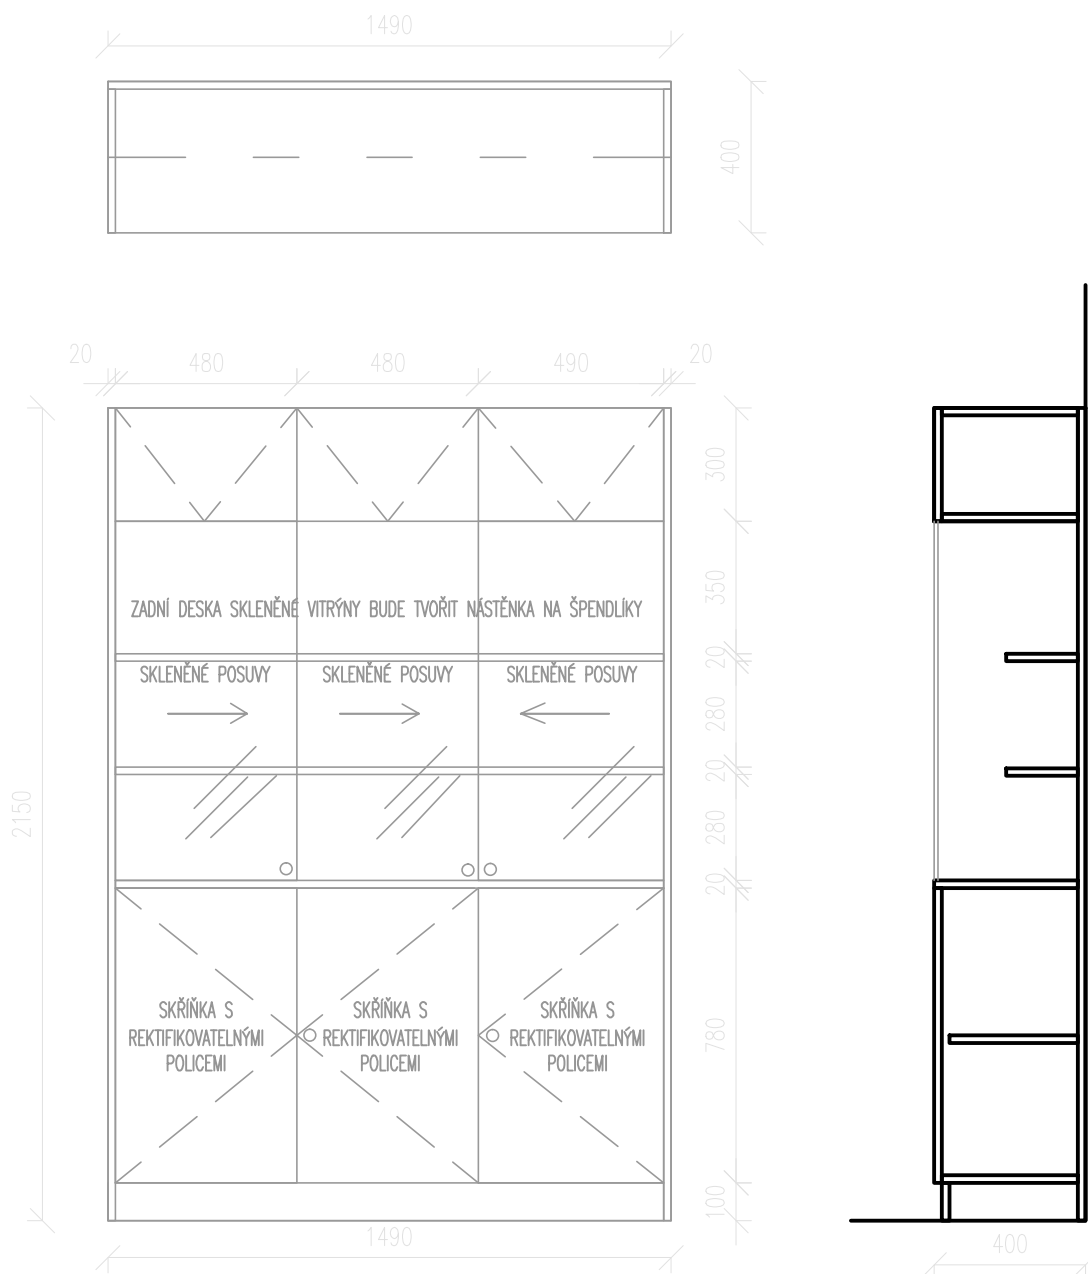 1490
400
20
480
480
490
20
300
ZADNÍ DESKA SKLENĚNÉ VITRÝNY BUDE TVOŘIT NÁSTĚNKA NA ŠPENDLÍKY
350
20
SKLENĚNÉ POSUVY
SKLENĚNÉ POSUVY
SKLENĚNÉ POSUVY
280
20
2150
280
20
SKŘÍŇKA S
REKTIFIKOVATELNÝMI
POLICEMI
SKŘÍŇKA S
REKTIFIKOVATELNÝMI
POLICEMI
SKŘÍŇKA S
REKTIFIKOVATELNÝMI
POLICEMI
780
100
1490
400